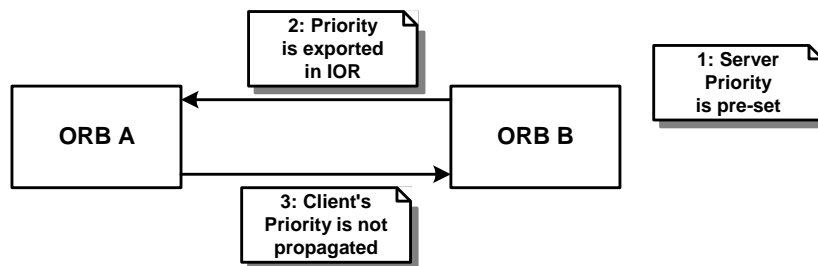 2: Priority
is exported
in IOR
1: Server
Priority
is pre-set
ORB A
ORB B
3: Client's
Priority is not
propagated